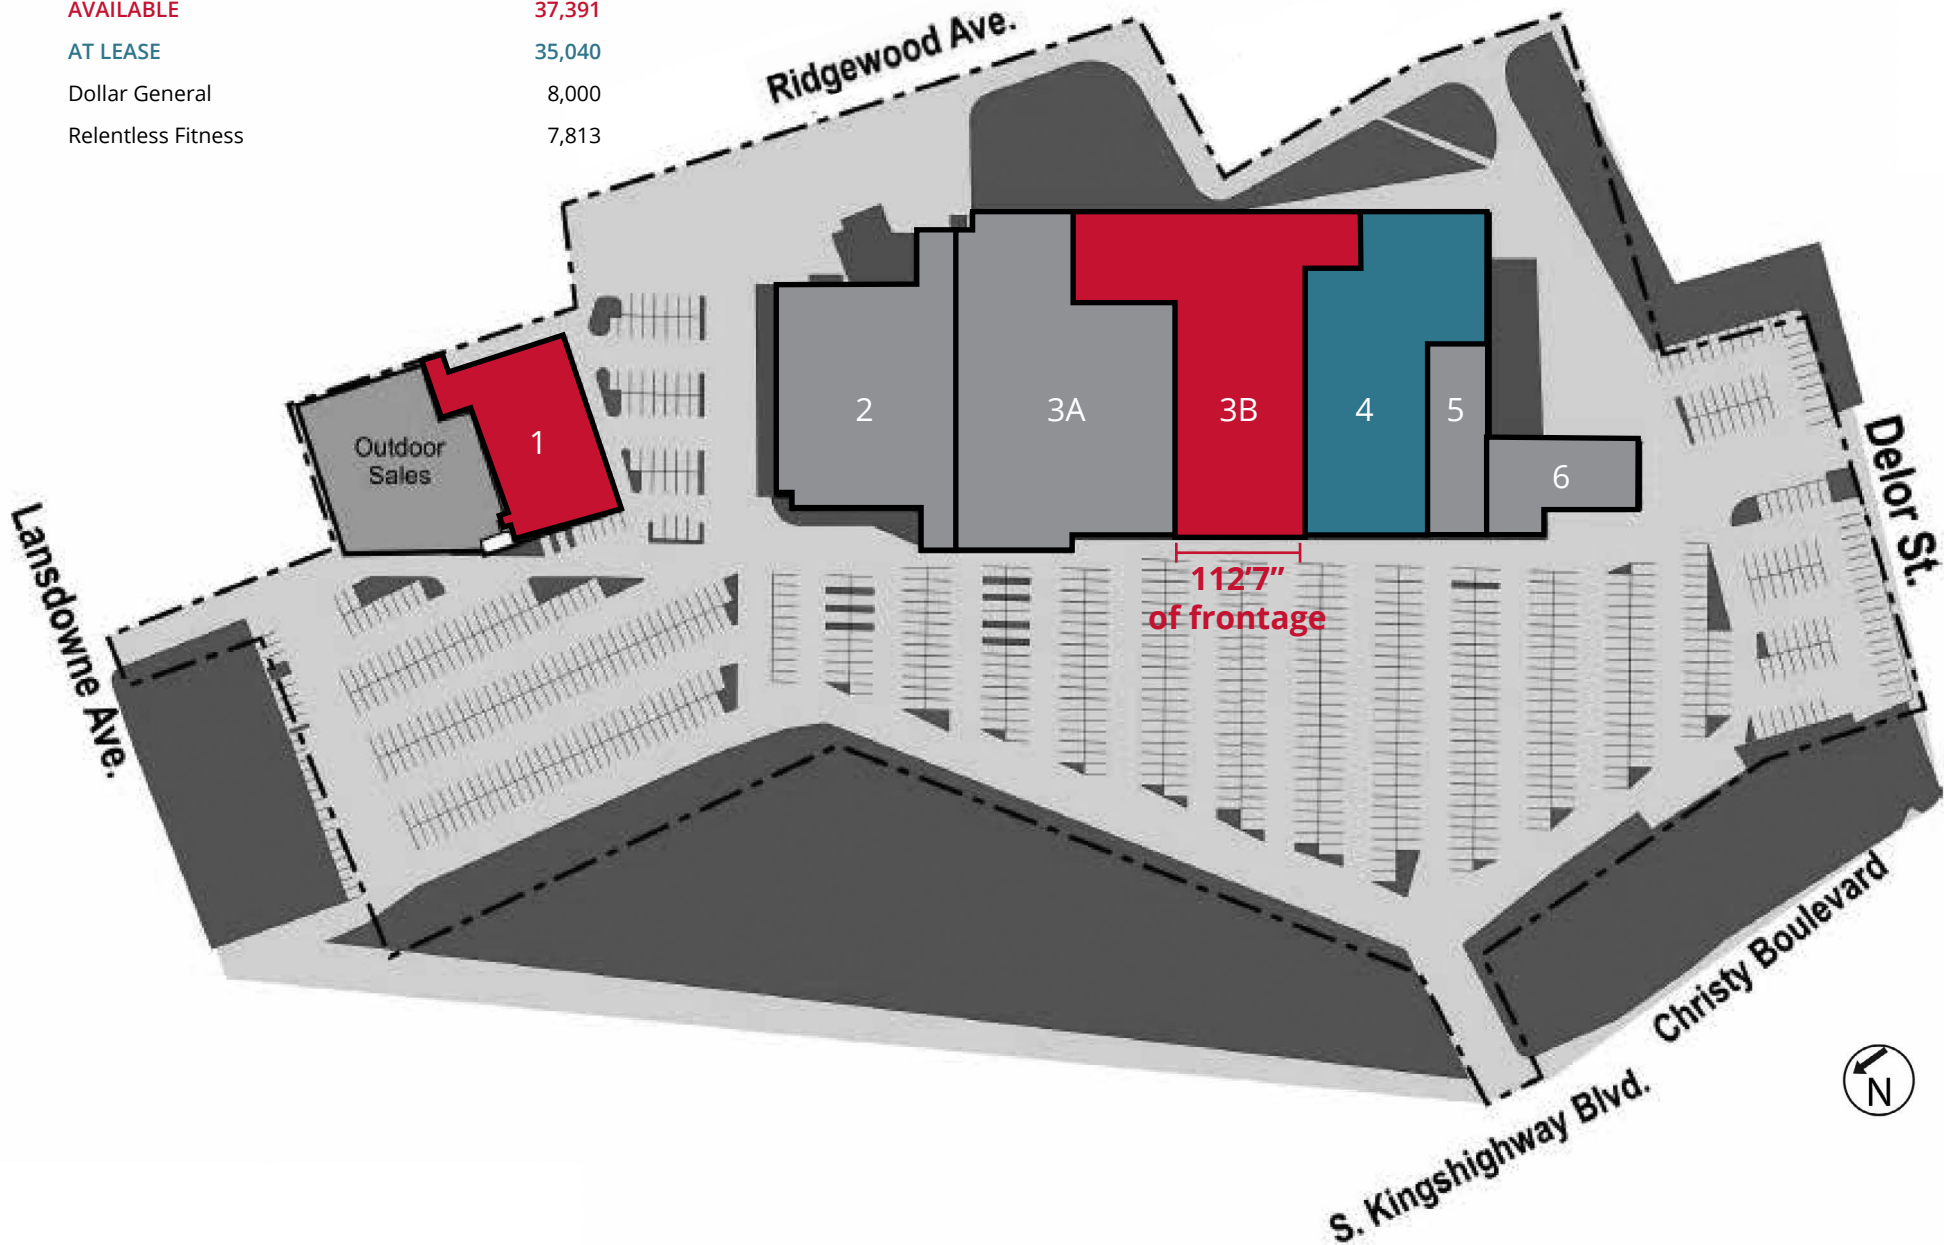 AVAILABLE 37,391
AT LEASE 35,040
Dollar General 8,000
Relentless Fitness 7,813
Ridgewood Ave.
Outdoor
Sales
1
2
3A
3B
4
5
6
112'7"
of frontage
Lansdowne Ave.
Delor St.
Christy Boulevard
S. Kingshighway Blvd.
N